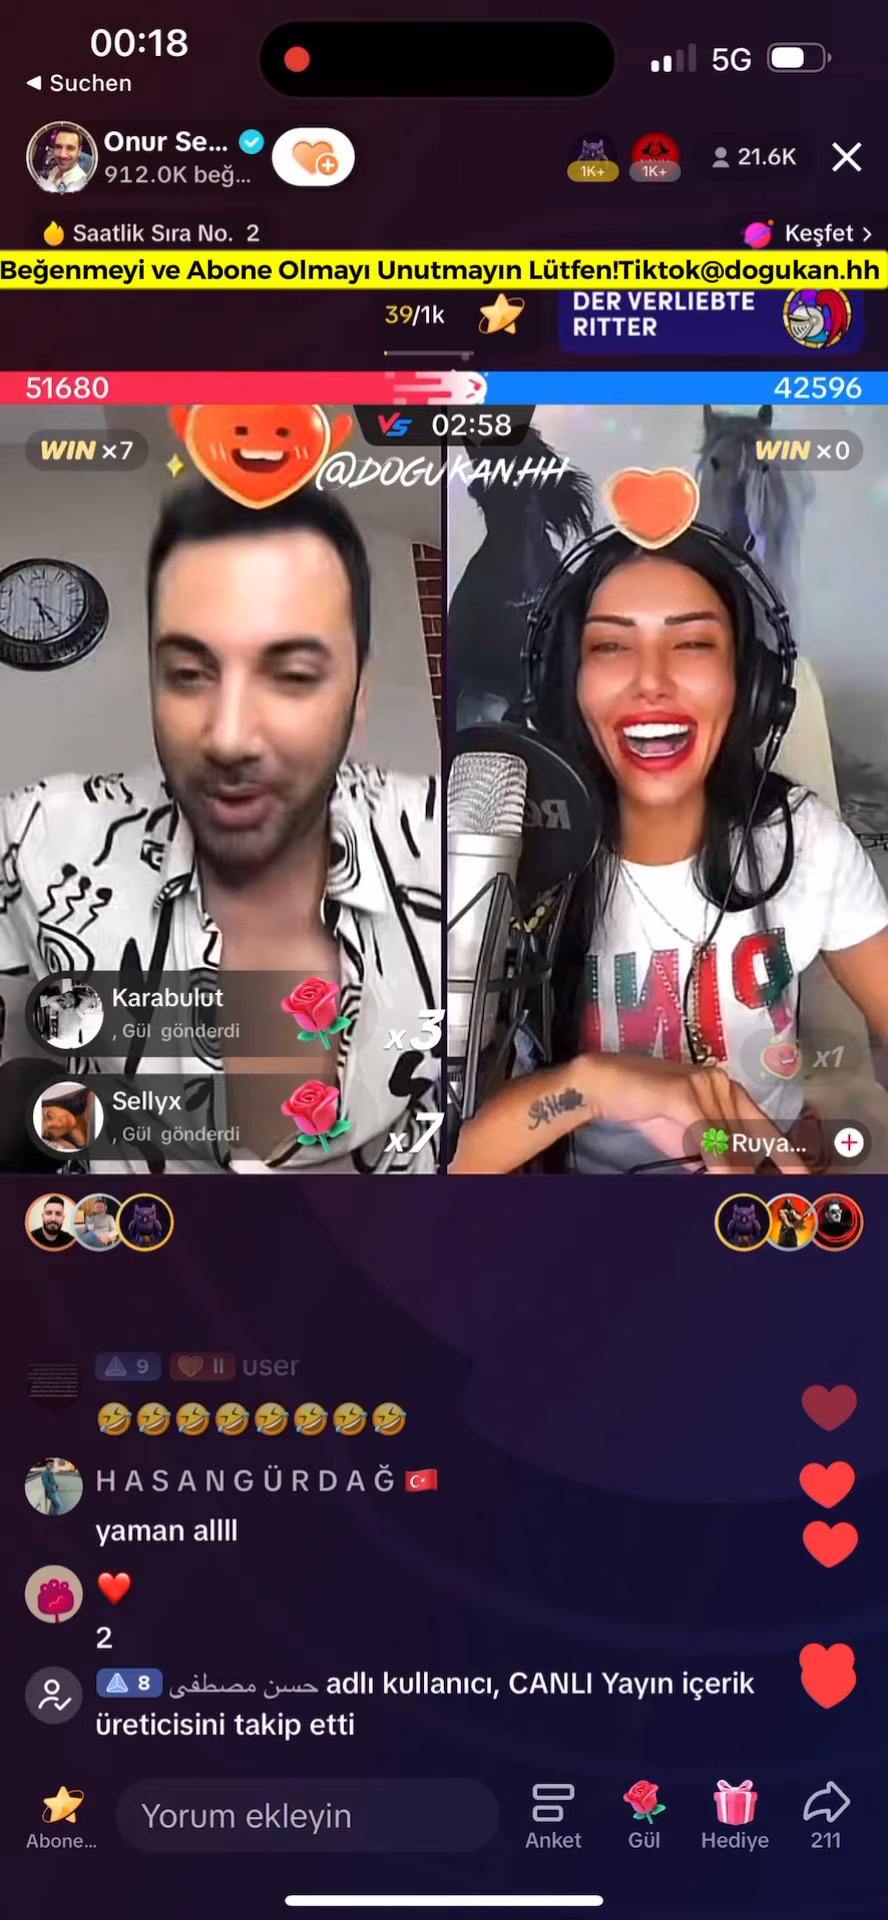 00:18
5G
Suchen
Onur Se...
912.0K beğ...
1K+
1K+
21.6K
Saatlik Sıra No. 2
Keşfet
Beğenmeyi ve Abone Olmayı Unutmayın Lütfen!Tiktok@dogukan.hh
39/1k
DER VERLIEBTE
RITTER
51680
42596
VS 02:58
WIN x7
WIN x0
@DOGUKAN.HH
Karabulut
, Gül gönderdi
x3
Sellyx
, Gül gönderdi
x7
x1
Ruya...
9 II user
🤣🤣🤣🤣🤣🤣🤣🤣
H A S A N G Ü R D A Ğ 🇹🇷
yaman allll
❤️
2
8 حسن مصطفى adlı kullanıcı, CANLI Yayın içerik
üreticisini takip etti
Abone...
Yorum ekleyin
Anket
Gül
Hediye
211